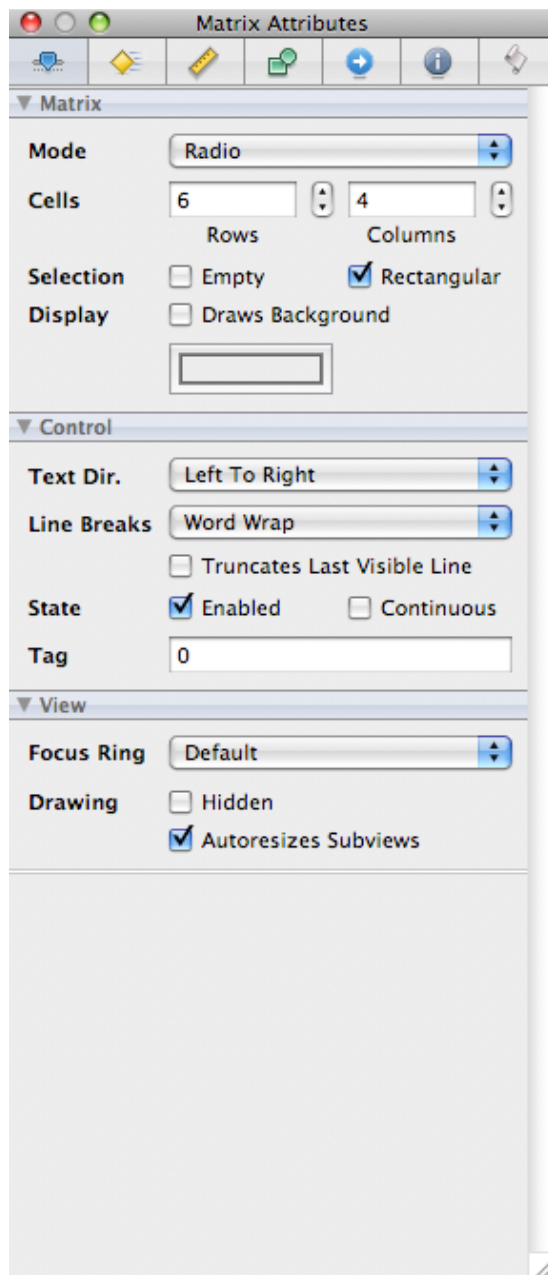 Matrix Attributes
Matrix
Mode Radio
Cells 6 4
Rows Columns
Selection Empty Rectangular
Display Draws Background
Control
Text Dir. Left To Right
Line Breaks Word Wrap
Truncates Last Visible Line
State Enabled Continuous
Tag 0
View
Focus Ring Default
Drawing Hidden
Autoresizes Subviews